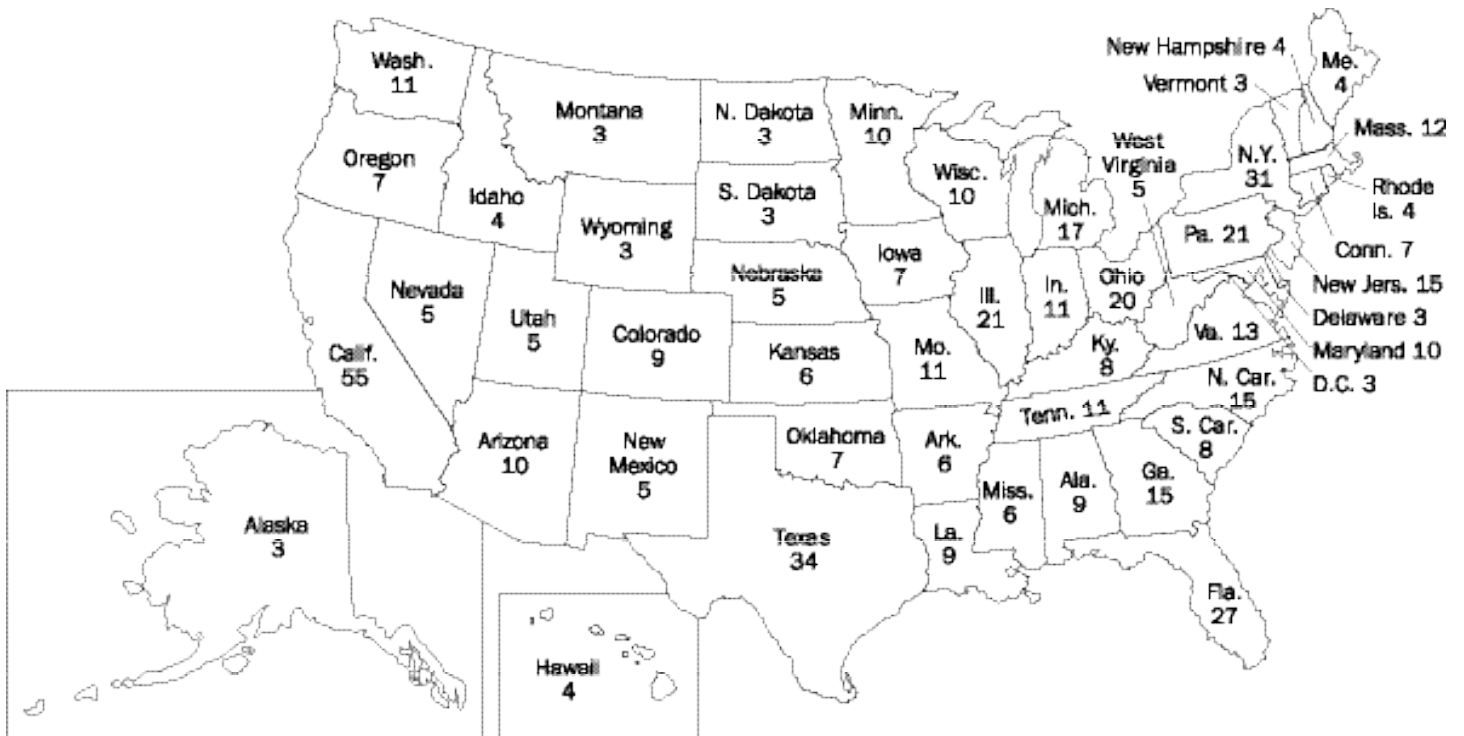 Wash.
11
Oregon
7
Calif.
55
Nevada
5
Idaho
4
Montana
3
Wyoming
3
Utah
5
Colorado
9
Arizona
10
New
Mexico
5
N. Dakota
3
S. Dakota
3
Nebraska
5
Kansas
6
Oklahoma
7
Texas
34
Minn.
10
Iowa
7
Mo.
11
Ark.
6
La.
9
Wisc.
10
Ill.
21
Mich.
17
In.
11
Ohio
20
Ky.
8
Tenn. 11
Miss.
6
Ala.
9
Ga.
15
Fla.
27
S. Car.
8
N. Car.
15
Va. 13
West
Virginia
5
Pa. 21
N.Y.
31
New Hampshire 4
Vermont 3
Me.
4
Mass. 12
Rhode
Is. 4
Conn. 7
New Jers. 15
Delaware 3
Maryland 10
D.C. 3
Alaska
3
Hawaii
4